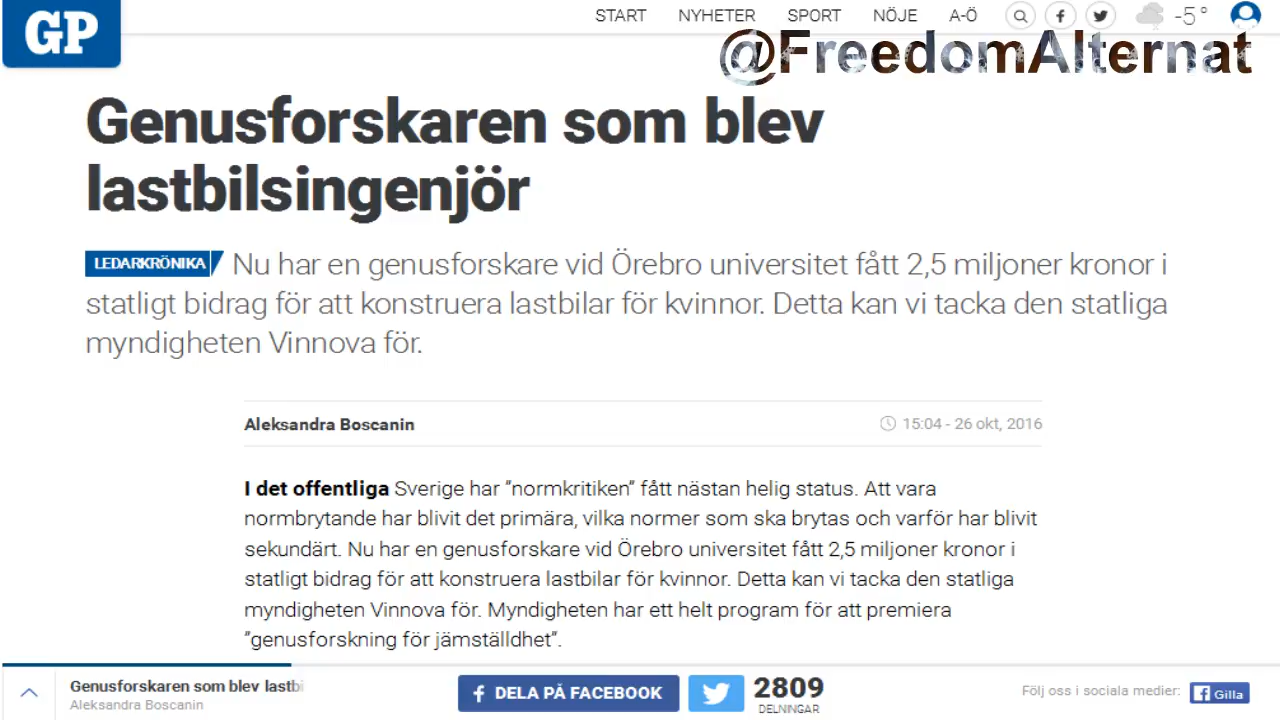 GP
START NYHETER SPORT NÖJE A-Ö -5°
@FreedomAlternat
Genusforskaren som blev
lastbilsingenjör
LEDARKRÖNIKA Nu har en genusforskare vid Örebro universitet fått 2,5 miljoner kronor i
statligt bidrag för att konstruera lastbilar för kvinnor. Detta kan vi tacka den statliga
myndigheten Vinnova för.
Aleksandra Boscanin 15:04 - 26 okt, 2016
I det offentliga Sverige har ”normkritiken” fått nästan helig status. Att vara
normbrytande har blivit det primära, vilka normer som ska brytas och varför har blivit
sekundärt. Nu har en genusforskare vid Örebro universitet fått 2,5 miljoner kronor i
statligt bidrag för att konstruera lastbilar för kvinnor. Detta kan vi tacka den statliga
myndigheten Vinnova för. Myndigheten har ett helt program för att premiera
”genusforskning för jämställdhet”.
Genusforskaren som blev lastbi
Aleksandra Boscanin
DELA PÅ FACEBOOK
2809
DELNINGAR
Följ oss i sociala medier: Gilla